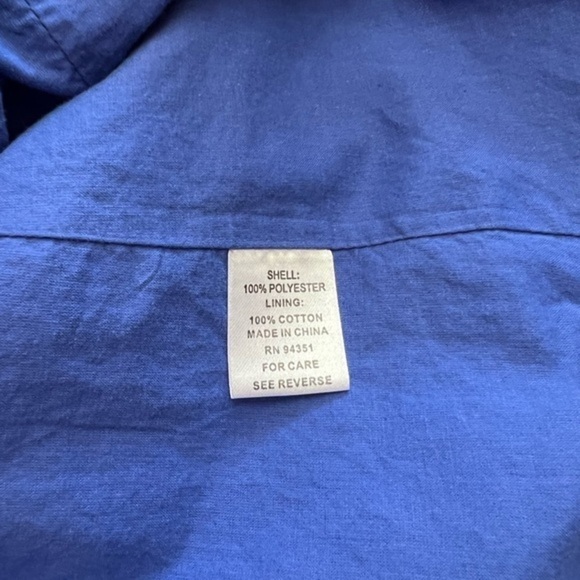 SHELL:
100% POLYESTER
LINING:
100% COTTON
MADE IN CHINA
RN 94351
FOR CARE
SEE REVERSE